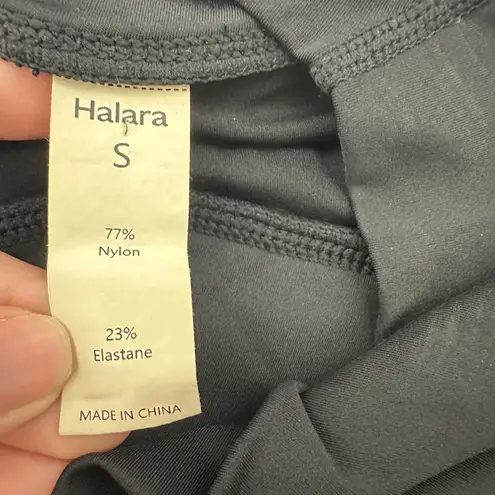 Halara
S
77%
Nylon
23%
Elastane
MADE IN CHINA